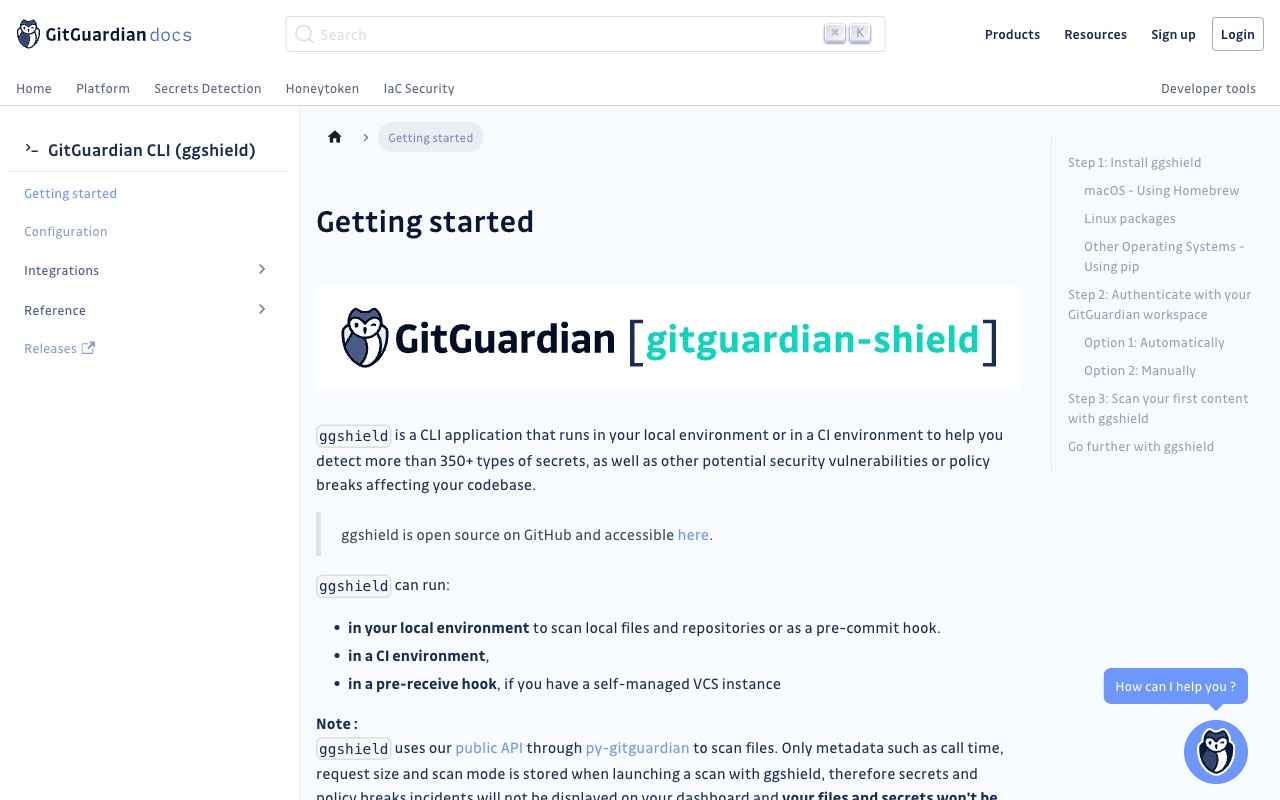 GitGuardian docs
Search
⌘ K
Products
Resources
Sign up
Login
Home
Platform
Secrets Detection
Honeytoken
IaC Security
Developer tools
GitGuardian CLI (ggshield)
Getting started
Configuration
Integrations
Reference
Releases
Getting started
Getting started
GitGuardian [gitguardian-shield]
ggshield is a CLI application that runs in your local environment or in a CI environment to help you
detect more than 350+ types of secrets, as well as other potential security vulnerabilities or policy
breaks affecting your codebase.
ggshield is open source on GitHub and accessible here.
ggshield can run:
• in your local environment to scan local files and repositories or as a pre-commit hook.
• in a CI environment,
• in a pre-receive hook, if you have a self-managed VCS instance
Note :
ggshield uses our public API through py-gitguardian to scan files. Only metadata such as call time,
request size and scan mode is stored when launching a scan with ggshield, therefore secrets and
policy breaks incidents will not be displayed on your dashboard and your files and secrets won't be
Step 1: Install ggshield
macOS - Using Homebrew
Linux packages
Other Operating Systems -
Using pip
Step 2: Authenticate with your
GitGuardian workspace
Option 1: Automatically
Option 2: Manually
Step 3: Scan your first content
with ggshield
Go further with ggshield
How can I help you ?